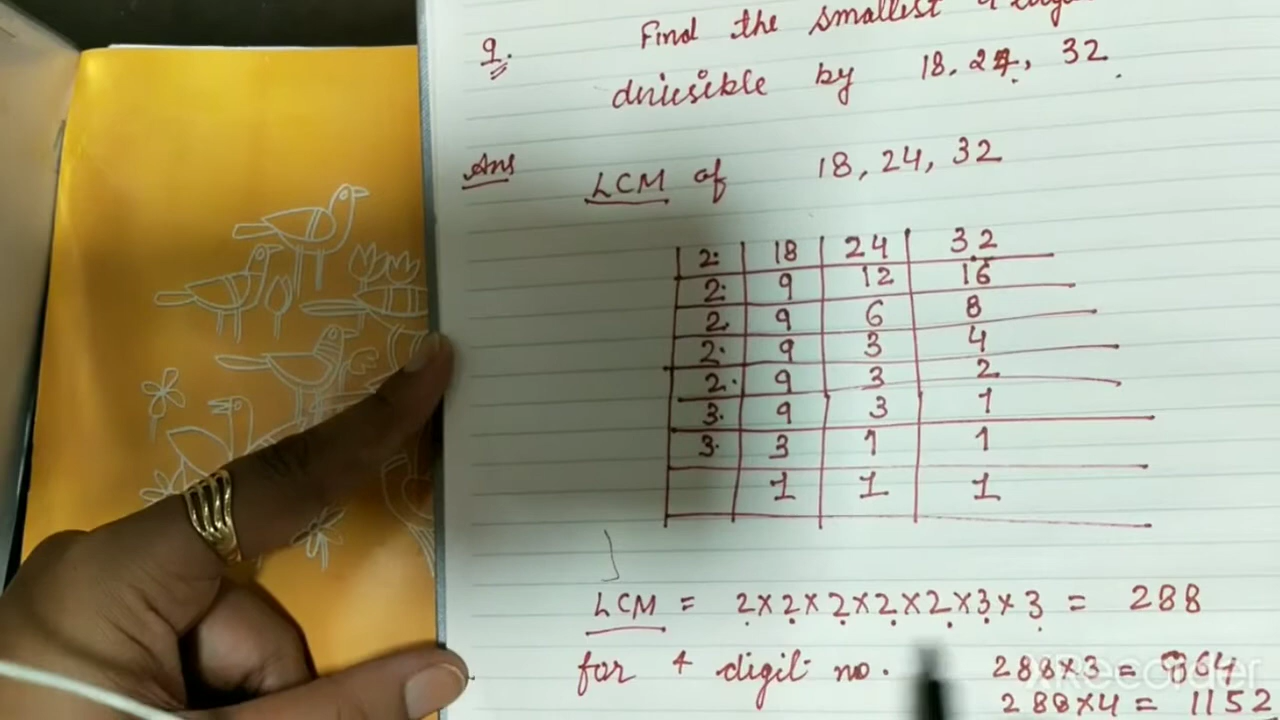 Q. Find the smallest 4
divisible by 18, 24, 32.
Ans LCM of 18, 24, 32
2. 18 24 32
2. 9 12 16
2. 9 6 8
2. 9 3 4
2. 9 3 2
3. 9 3 1
3. 3 1 1
1 1 1
LCM = 2×2×2×2×2×3×3 = 288
for 4 digit no. 288×3 = 864
288×4 = 1152
XRecorder